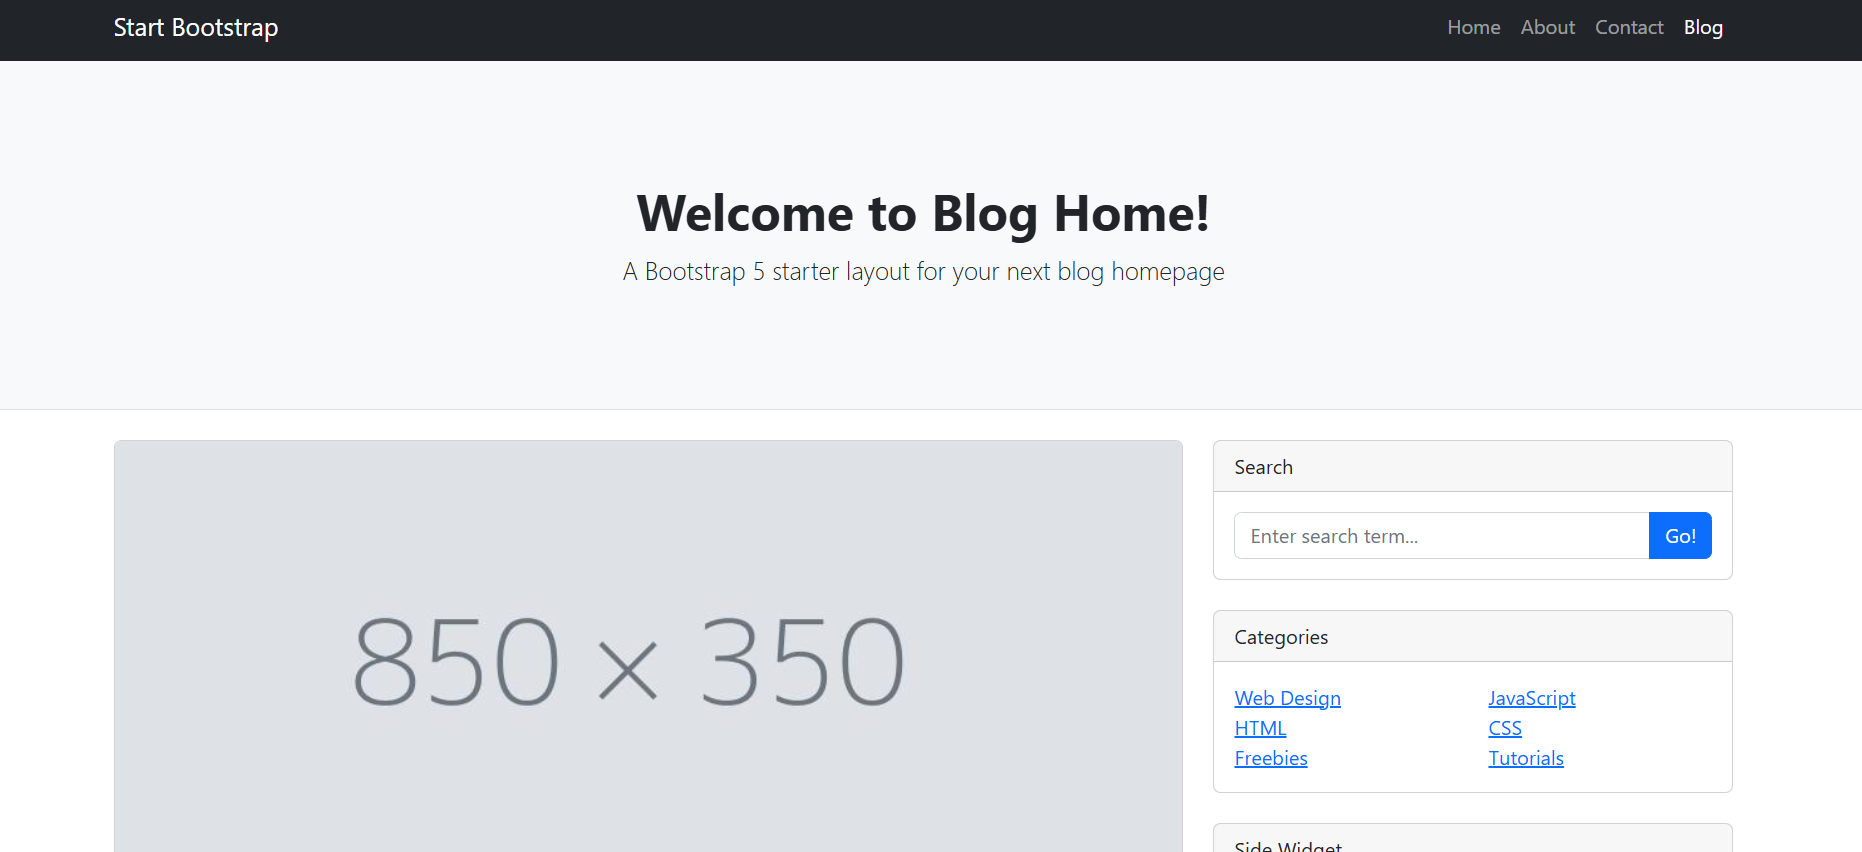 Start Bootstrap
Home About Contact Blog
Welcome to Blog Home!
A Bootstrap 5 starter layout for your next blog homepage
850 × 350
Search
Enter search term...
Go!
Categories
Web Design
HTML
Freebies
JavaScript
CSS
Tutorials
Side Widget